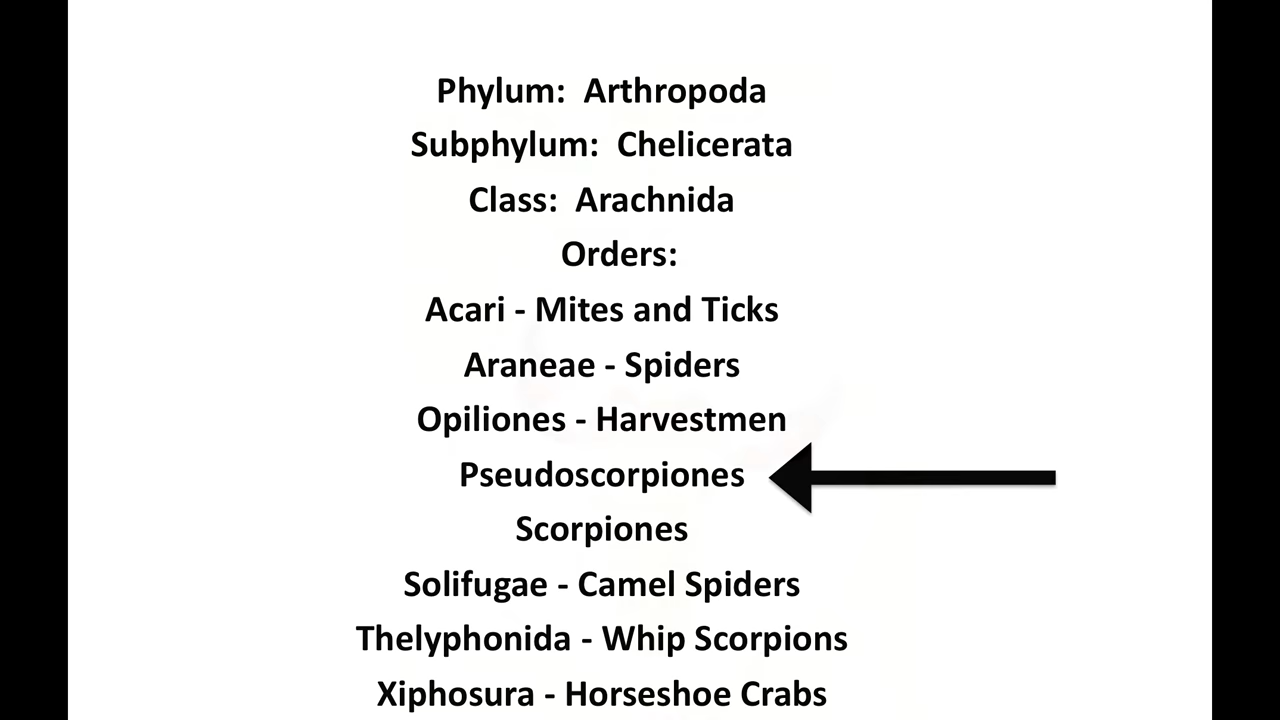 Phylum: Arthropoda
Subphylum: Chelicerata
Class: Arachnida
Orders:
Acari - Mites and Ticks
Araneae - Spiders
Opiliones - Harvestmen
Pseudoscorpiones
Scorpiones
Solifugae - Camel Spiders
Thelyphonida - Whip Scorpions
Xiphosura - Horseshoe Crabs